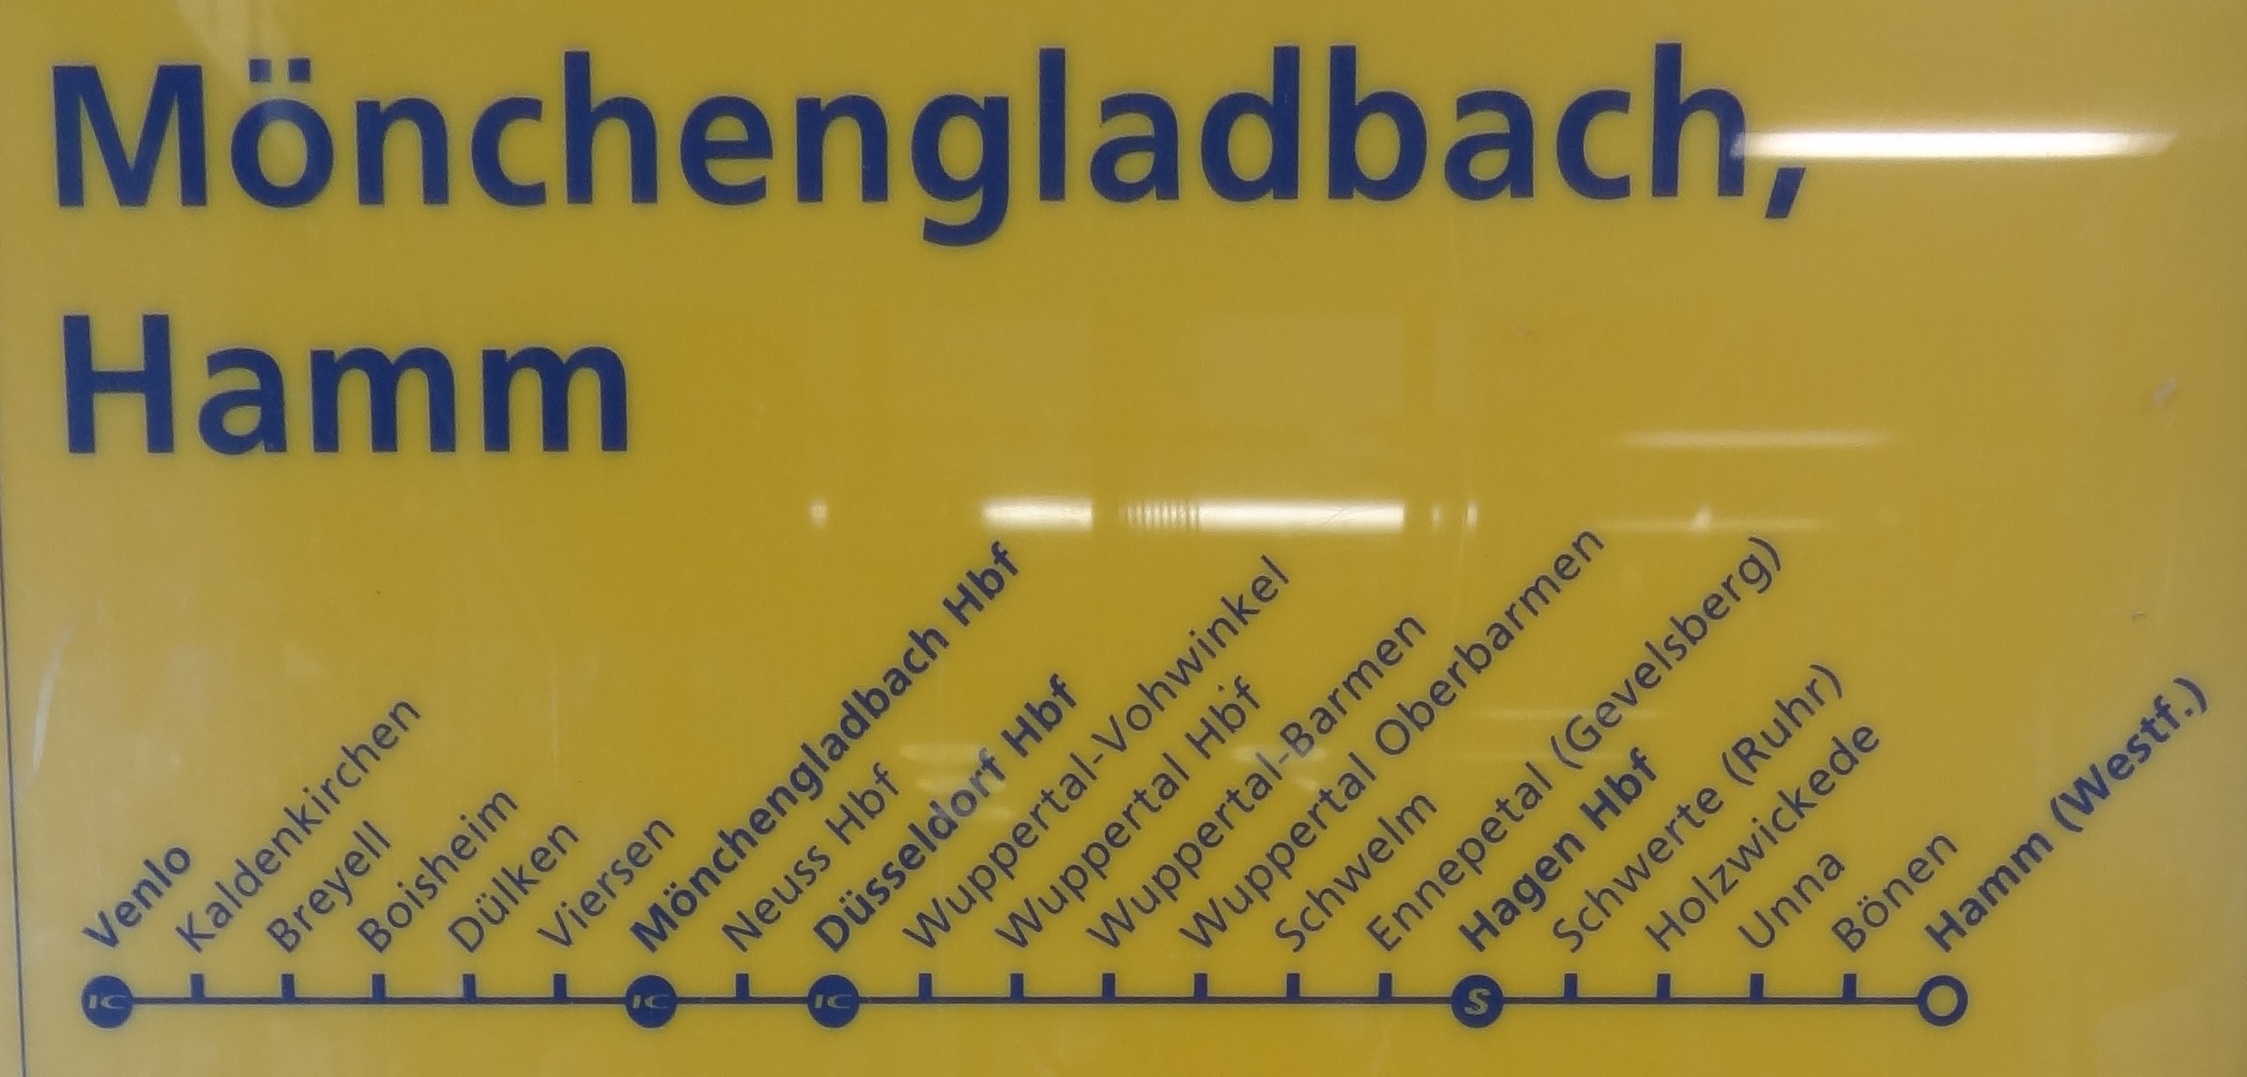 Mönchengladbach,
Hamm
Venlo
Kaldenkirchen
Breyell
Boisheim
Dülken
Viersen
Mönchengladbach Hbf
Neuss Hbf
Düsseldorf Hbf
Wuppertal-Vohwinkel
Wuppertal Hbf
Wuppertal-Barmen
Wuppertal Oberbarmen
Schwelm
Ennepetal (Gevelsberg)
Hagen Hbf
Schwerte (Ruhr)
Holzwickede
Unna
Bönen
Hamm (Westf.)
IC
IC
IC
S